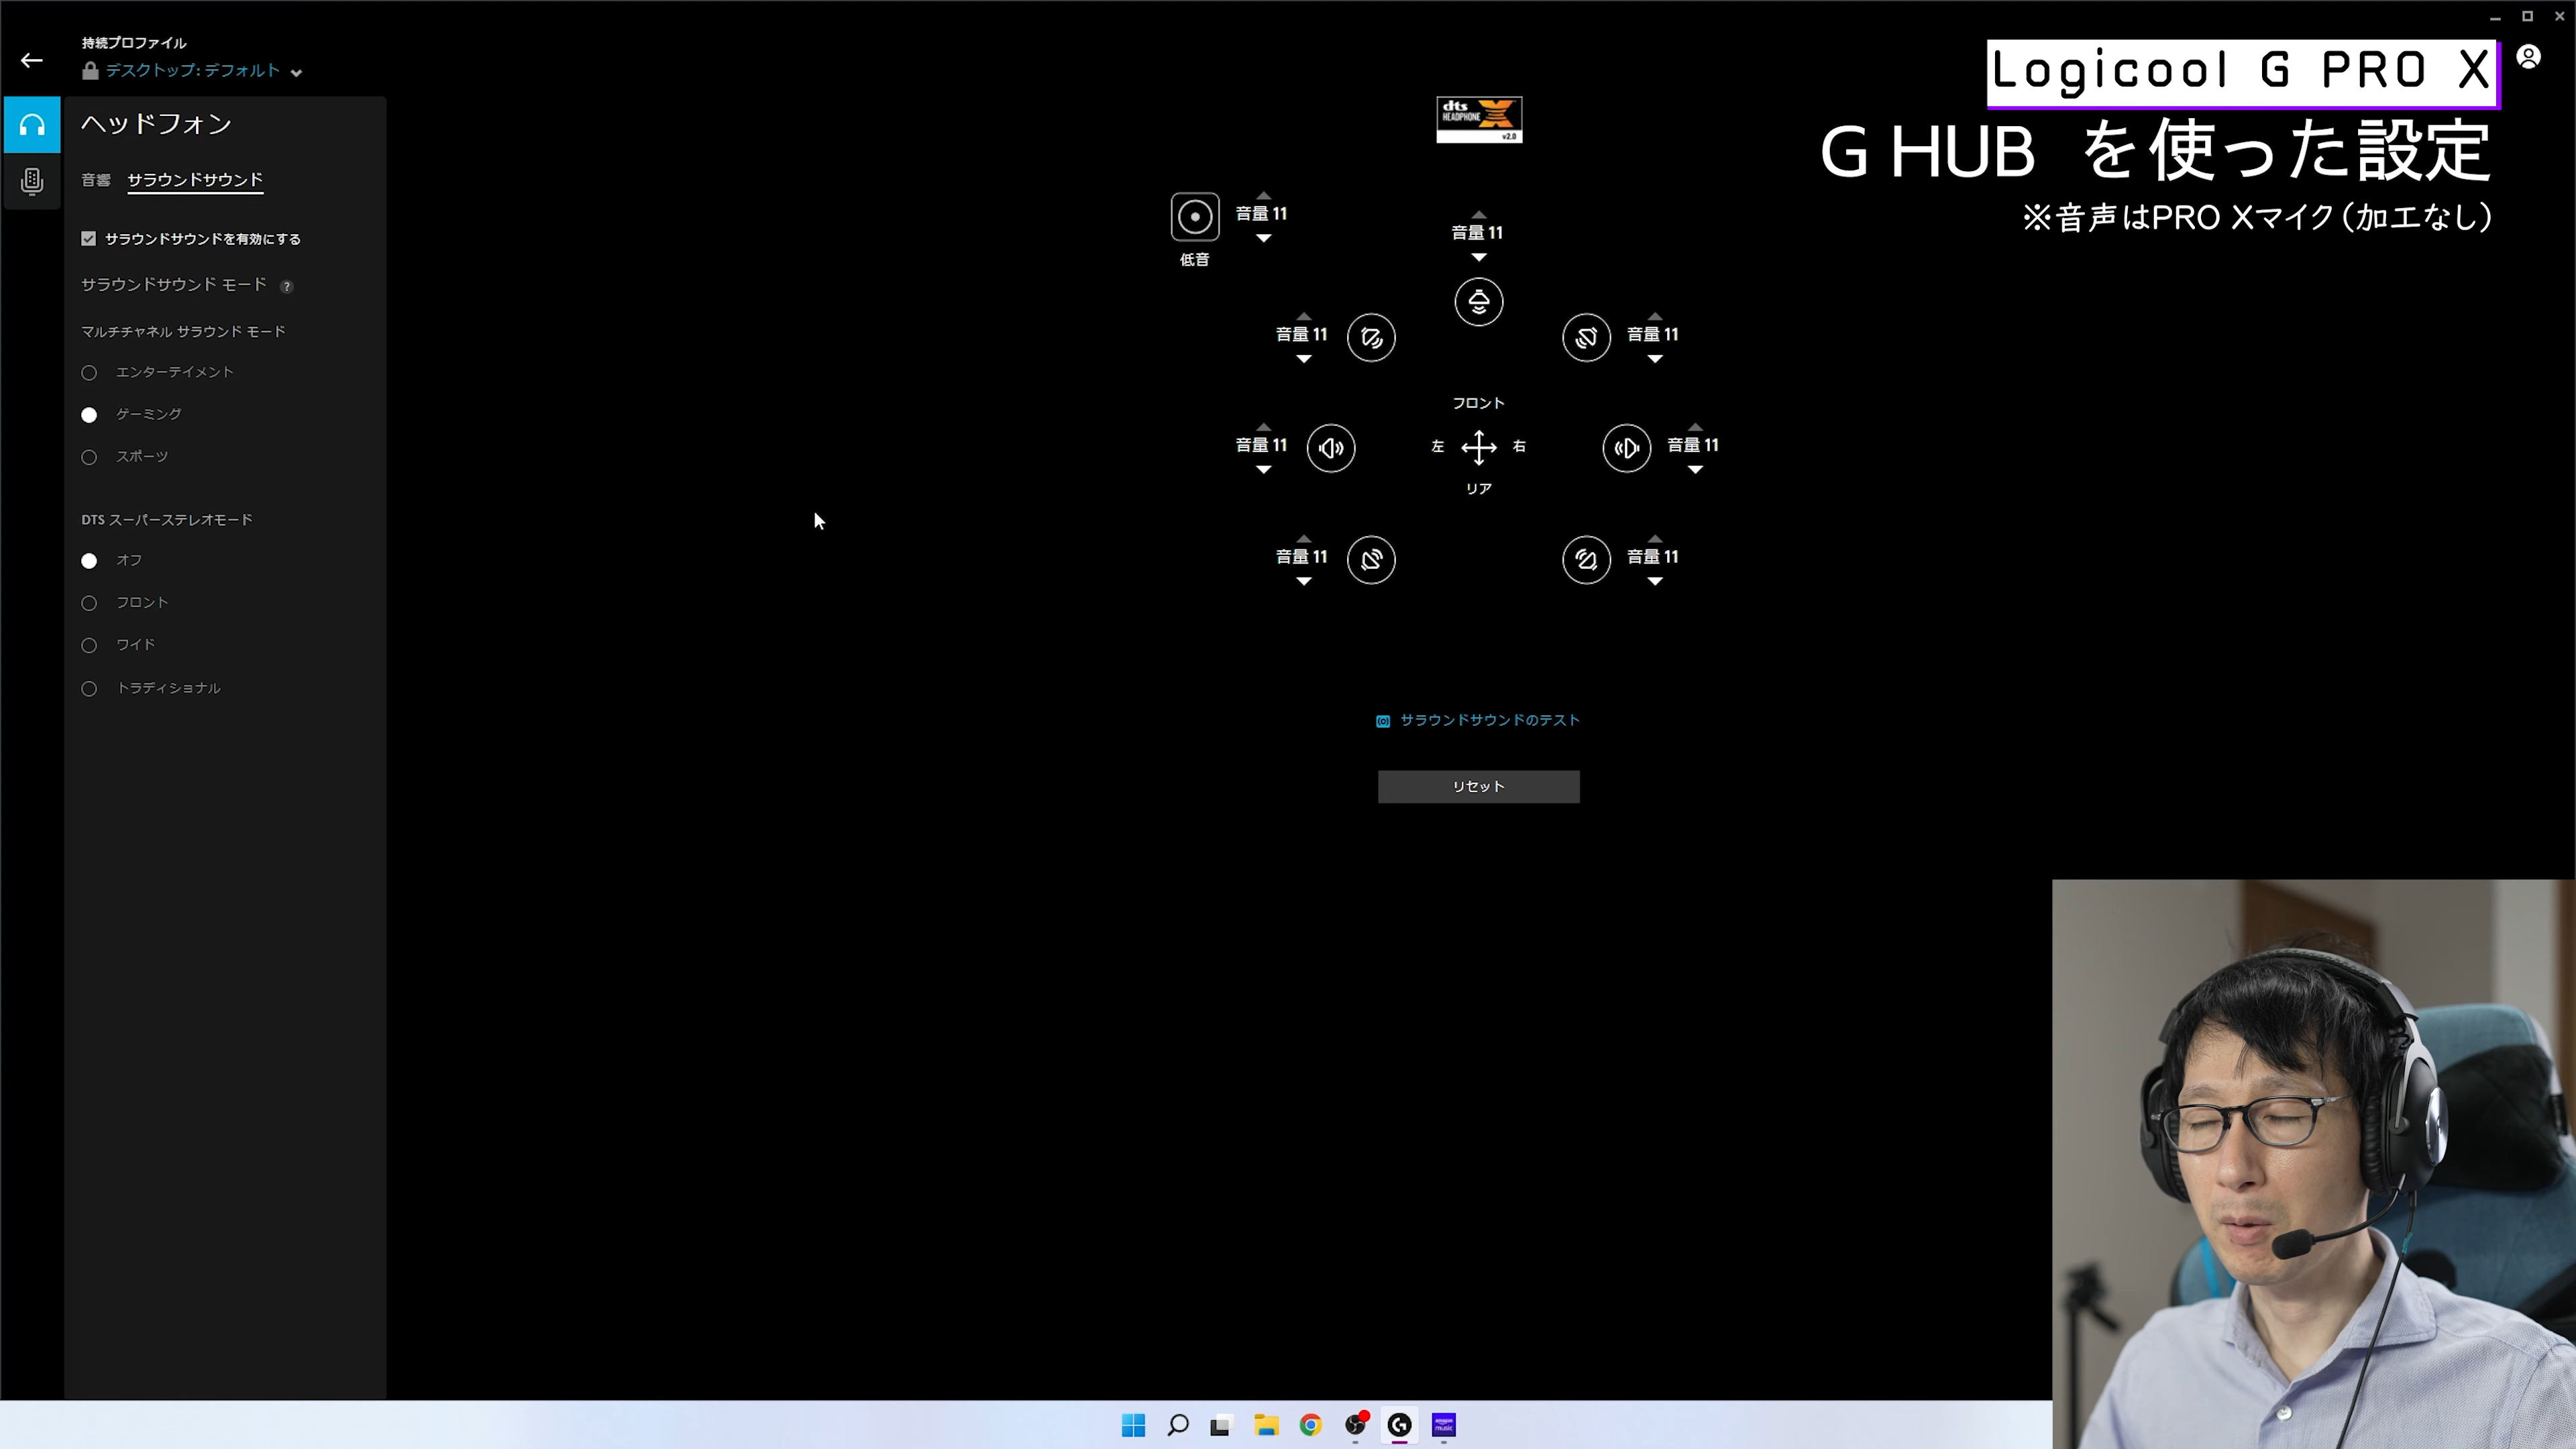 持続プロファイル
デスクトップ: デフォルト
Logicool G PRO X
G HUB を使った設定
※音声はPRO Xマイク(加工なし)
ヘッドフォン
音響 サラウンドサウンド
サラウンドサウンドを有効にする
サラウンドサウンド モード ?
マルチチャネル サラウンド モード
エンターテイメント
ゲーミング
スポーツ
DTS スーパーステレオモード
オフ
フロント
ワイド
トラディショナル
dts
HEADPHONE X
v2.0
音量 11
低音
音量 11
音量 11
音量 11
フロント
音量 11
左 右
音量 11
リア
音量 11
音量 11
サラウンドサウンドのテスト
リセット
amazon
music